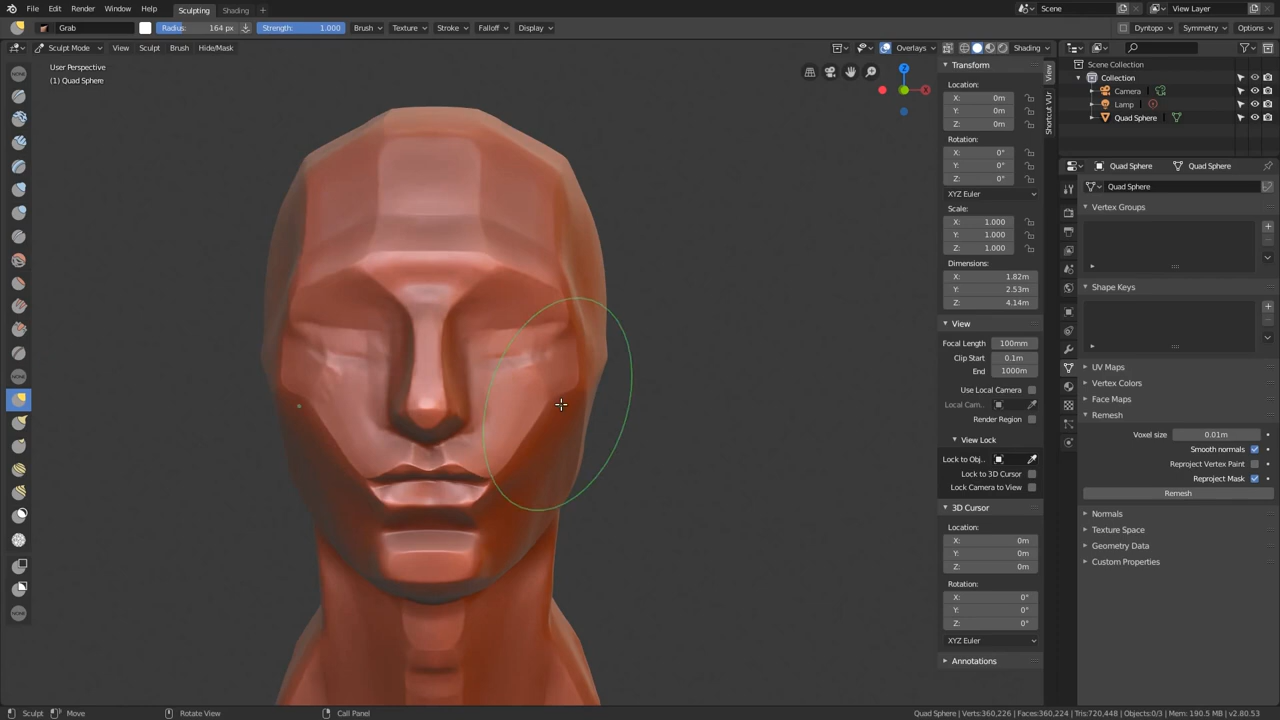 File Edit Render Window Help Sculpting Shading + Scene View Layer
Grab Radius: 164 px Strength: 1.000 Brush Texture Stroke Falloff Display Dyntopo Symmetry Options
Sculpt Mode View Sculpt Brush Hide/Mask Overlays Shading
User Perspective
(1) Quad Sphere
NONE
NONE
NONE
Z
X
View
Shortcut VUr
Transform
Location:
X: 0m
Y: 0m
Z: 0m
Rotation:
X: 0°
Y: 0°
Z: 0°
XYZ Euler
Scale:
X: 1.000
Y: 1.000
Z: 1.000
Dimensions:
X: 1.82m
Y: 2.53m
Z: 4.14m
View
Focal Length 100mm
Clip Start 0.1m
End 1000m
Use Local Camera
Local Cam..
Render Region
View Lock
Lock to Obj..
Lock to 3D Cursor
Lock Camera to View
3D Cursor
Location:
X: 0m
Y: 0m
Z: 0m
Rotation:
X: 0°
Y: 0°
Z: 0°
XYZ Euler
Annotations
Scene Collection
Collection
Camera
Lamp
Quad Sphere
Quad Sphere Quad Sphere
Quad Sphere
Vertex Groups
Shape Keys
UV Maps
Vertex Colors
Face Maps
Remesh
Voxel size 0.01m
Smooth normals
Reproject Vertex Paint
Reproject Mask
Remesh
Normals
Texture Space
Geometry Data
Custom Properties
Sculpt Move Rotate View Call Panel Quad Sphere | Verts:360,226 | Faces:360,224 | Tris:720,448 | Objects:0/3 | Mem: 190.5 MB | v2.80.53